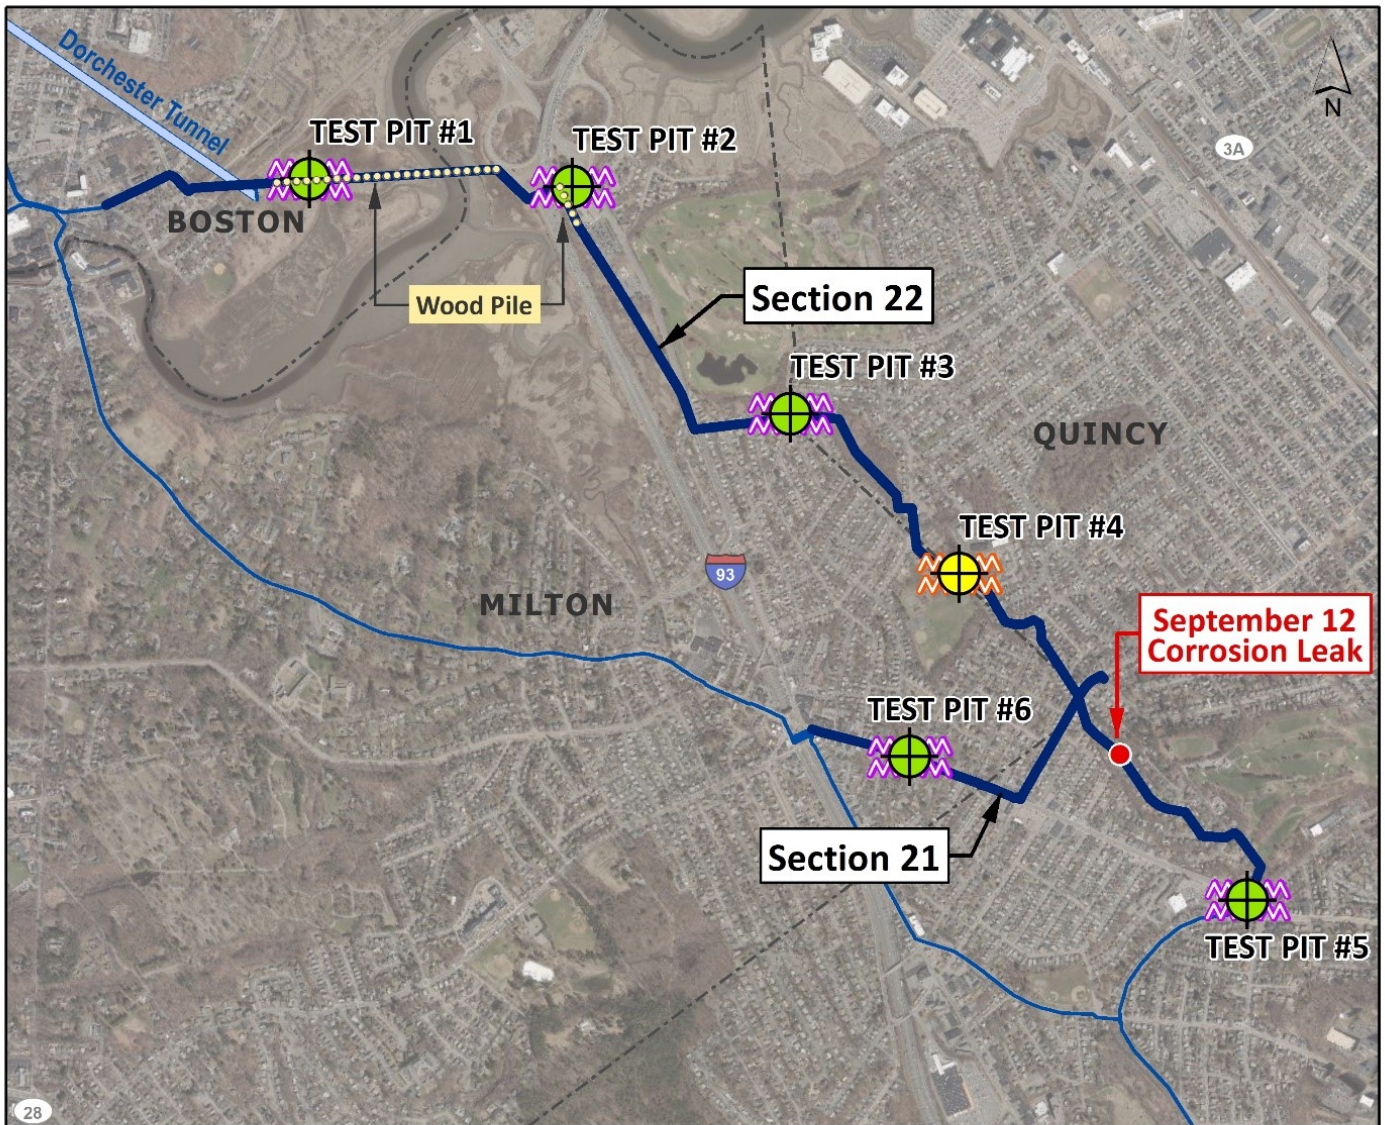 Dorchester Tunnel
TEST PIT #1
TEST PIT #2
N
3A
BOSTON
Wood Pile
Section 22
TEST PIT #3
QUINCY
TEST PIT #4
93
MILTON
September 12
Corrosion Leak
TEST PIT #6
Section 21
TEST PIT #5
28